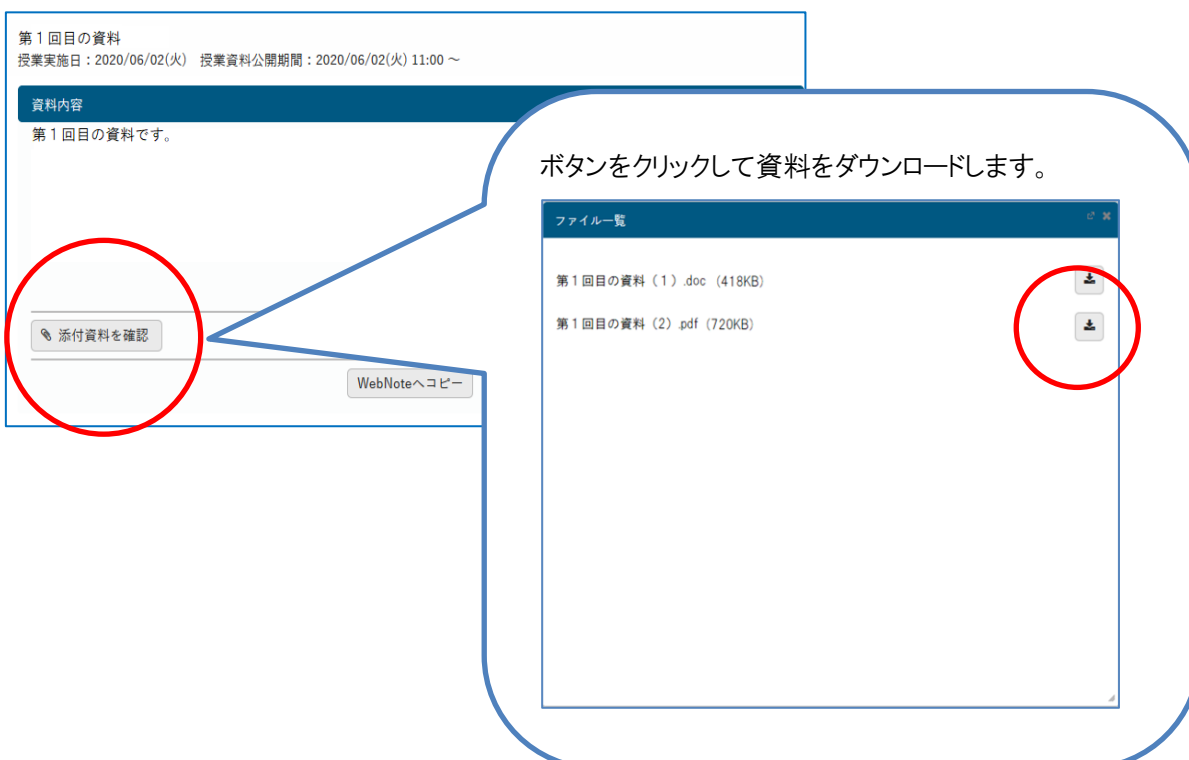 第１回目の資料
授業実施日：2020/06/02(火)　授業資料公開期間：2020/06/02(火) 11:00 ～
資料内容
第１回目の資料です。
添付資料を確認
WebNoteへコピー
ボタンをクリックして資料をダウンロードします。
ファイル一覧
第１回目の資料（１）.doc（418KB）
第１回目の資料（2）.pdf（720KB）